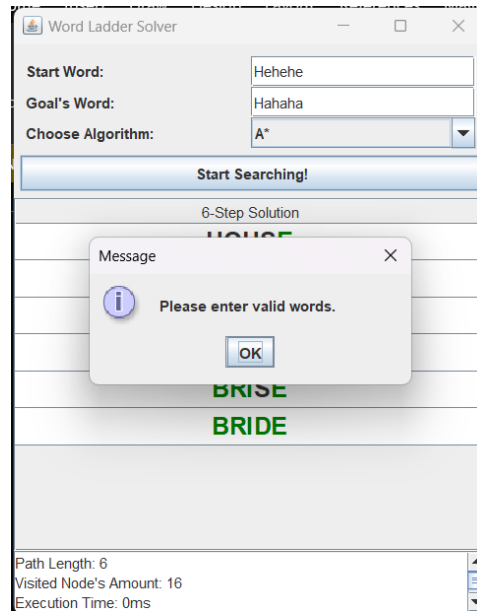 Word Ladder Solver
Start Word: Hehehe
Goal's Word: Hahaha
Choose Algorithm: A*
Start Searching!
6-Step Solution
HOUSE
Message
Please enter valid words.
OK
BRISE
BRIDE
Path Length: 6
Visited Node's Amount: 16
Execution Time: 0ms